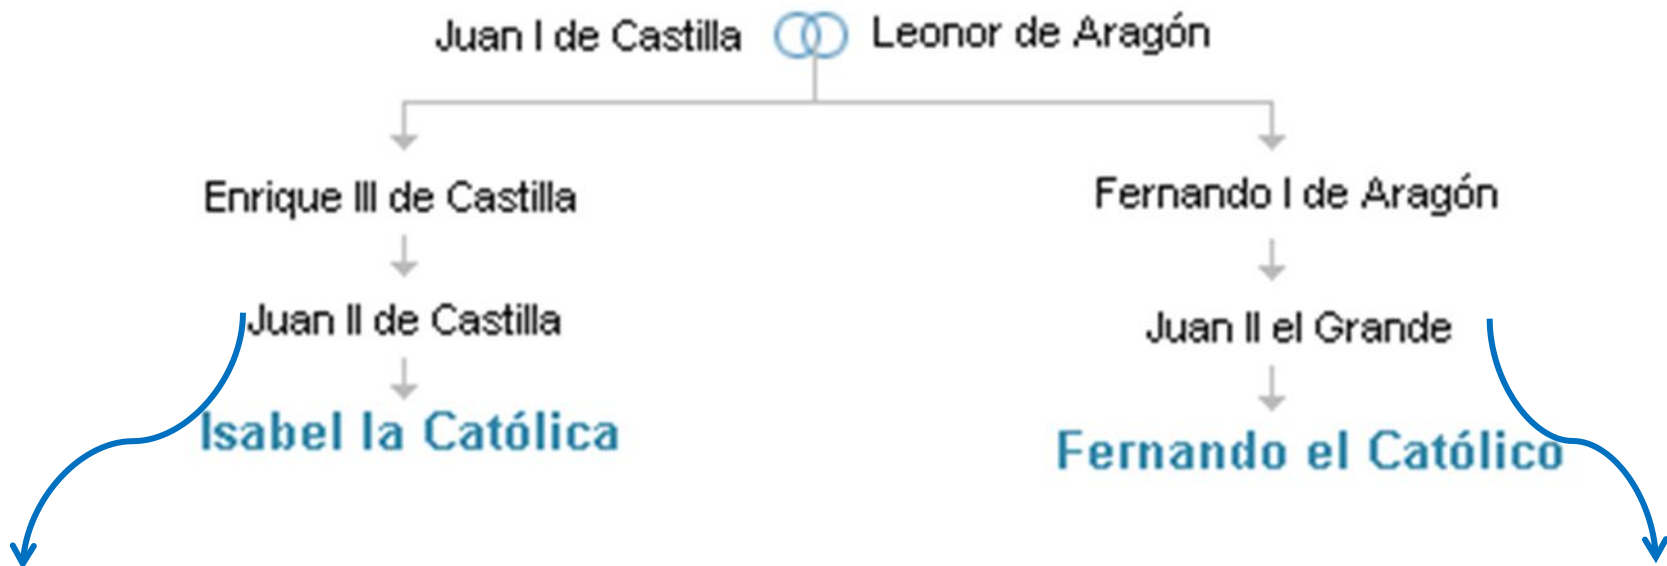 Juan I de Castilla
Leonor de Aragón
Enrique III de Castilla
Fernando I de Aragón
Juan II de Castilla
Juan II el Grande
Isabel la Católica
Fernando el Católico